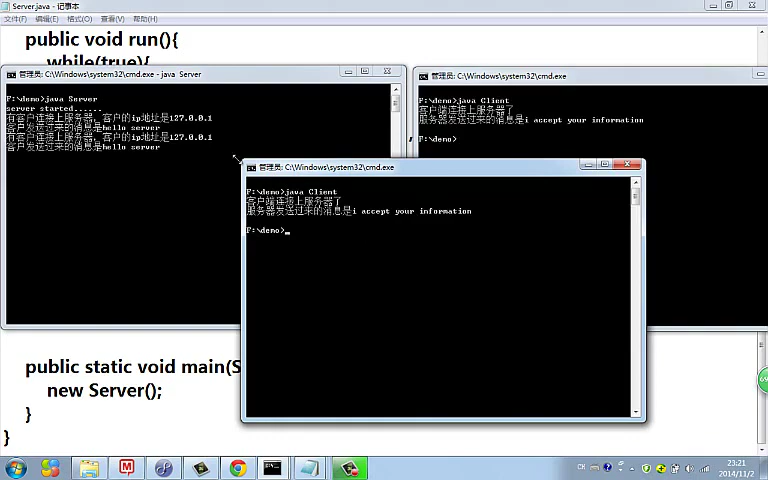 Server.java - 记事本
文件(F) 编辑(E) 格式(O) 查看(V) 帮助(H)
public void run(){
while(true){
管理员: C:\Windows\system32\cmd.exe - java  Server
F:\demo>java Server
server started......
有客户连接上服务器，客户的ip地址是127.0.0.1
客户发送过来的消息是hello server
有客户连接上服务器，客户的ip地址是127.0.0.1
客户发送过来的消息是hello server
管理员: C:\Windows\system32\cmd.exe
F:\demo>java Client
客户端连接上服务器了
服务器发送过来的消息是i accept your information
F:\demo>
管理员: C:\Windows\system32\cmd.exe
F:\demo>java Client
客户端连接上服务器了
服务器发送过来的消息是i accept your information
F:\demo>_
public static void main(S
new Server();
}
}
CH
23:21
2014/11/2